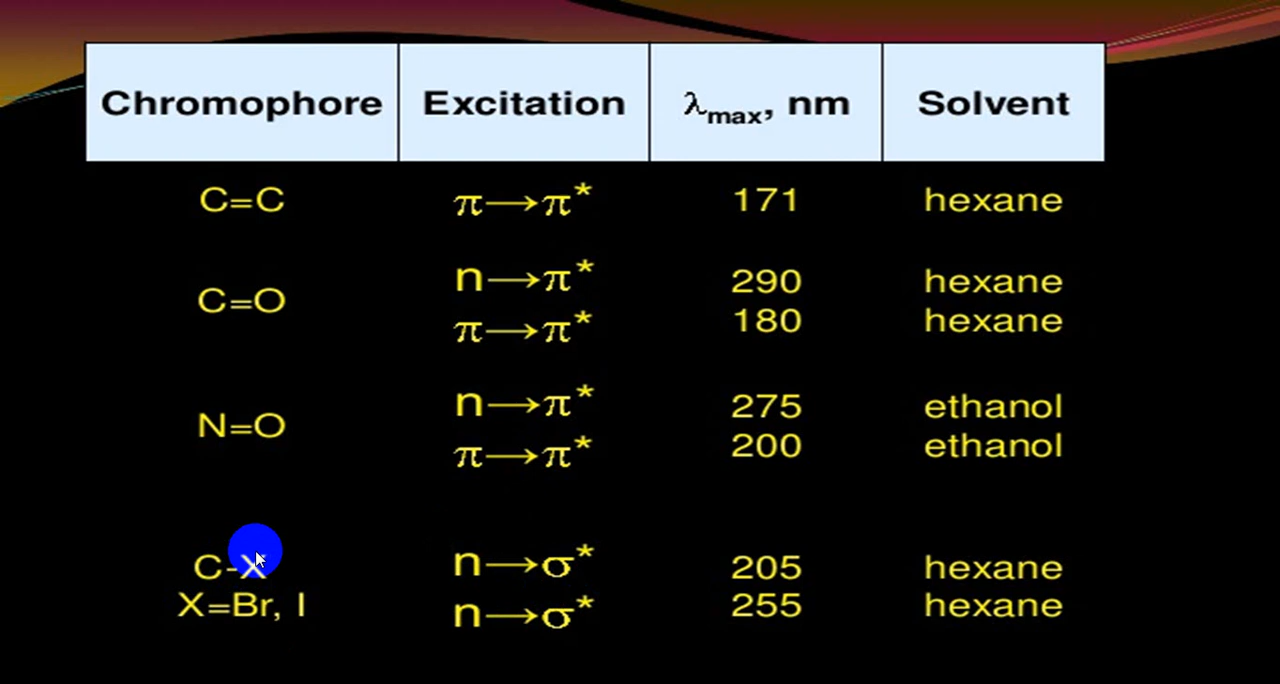 Chromophore Excitation λmax, nm Solvent
C=C π→π* 171 hexane
C=O n→π* 290 hexane
π→π* 180 hexane
N=O n→π* 275 ethanol
π→π* 200 ethanol
C-X n→σ* 205 hexane
X=Br, I n→σ* 255 hexane